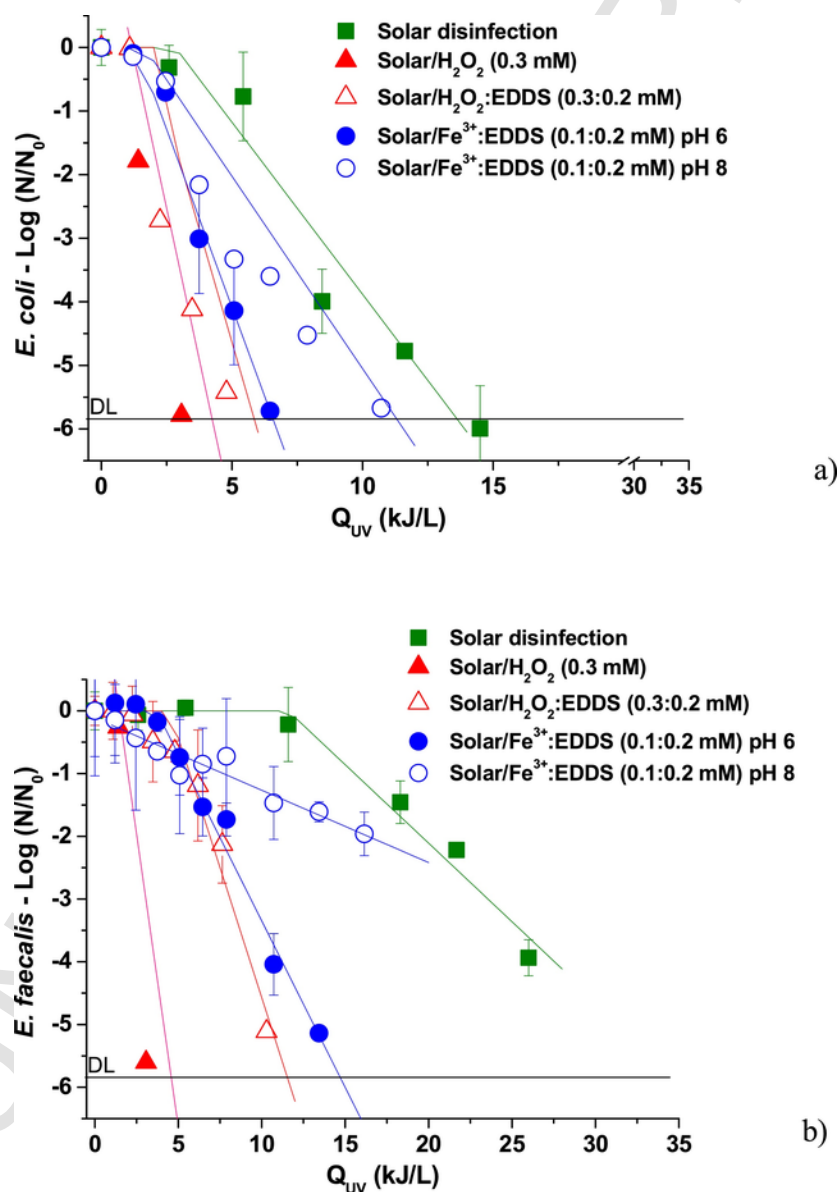 Solar disinfection
Solar/H₂O₂ (0.3 mM)
Solar/H₂O₂:EDDS (0.3:0.2 mM)
Solar/Fe³⁺:EDDS (0.1:0.2 mM) pH 6
Solar/Fe³⁺:EDDS (0.1:0.2 mM) pH 8
E. coli - Log (N/N₀)
0
-1
-2
-3
-4
-5
-6
DL
0 5 10 15 30 35
Q_UV (kJ/L)
a)
Solar disinfection
Solar/H₂O₂ (0.3 mM)
Solar/H₂O₂:EDDS (0.3:0.2 mM)
Solar/Fe³⁺:EDDS (0.1:0.2 mM) pH 6
Solar/Fe³⁺:EDDS (0.1:0.2 mM) pH 8
E. faecalis - Log (N/N₀)
0
-1
-2
-3
-4
-5
-6
DL
0 5 10 15 20 25 30 35
Q_UV (kJ/L)
b)